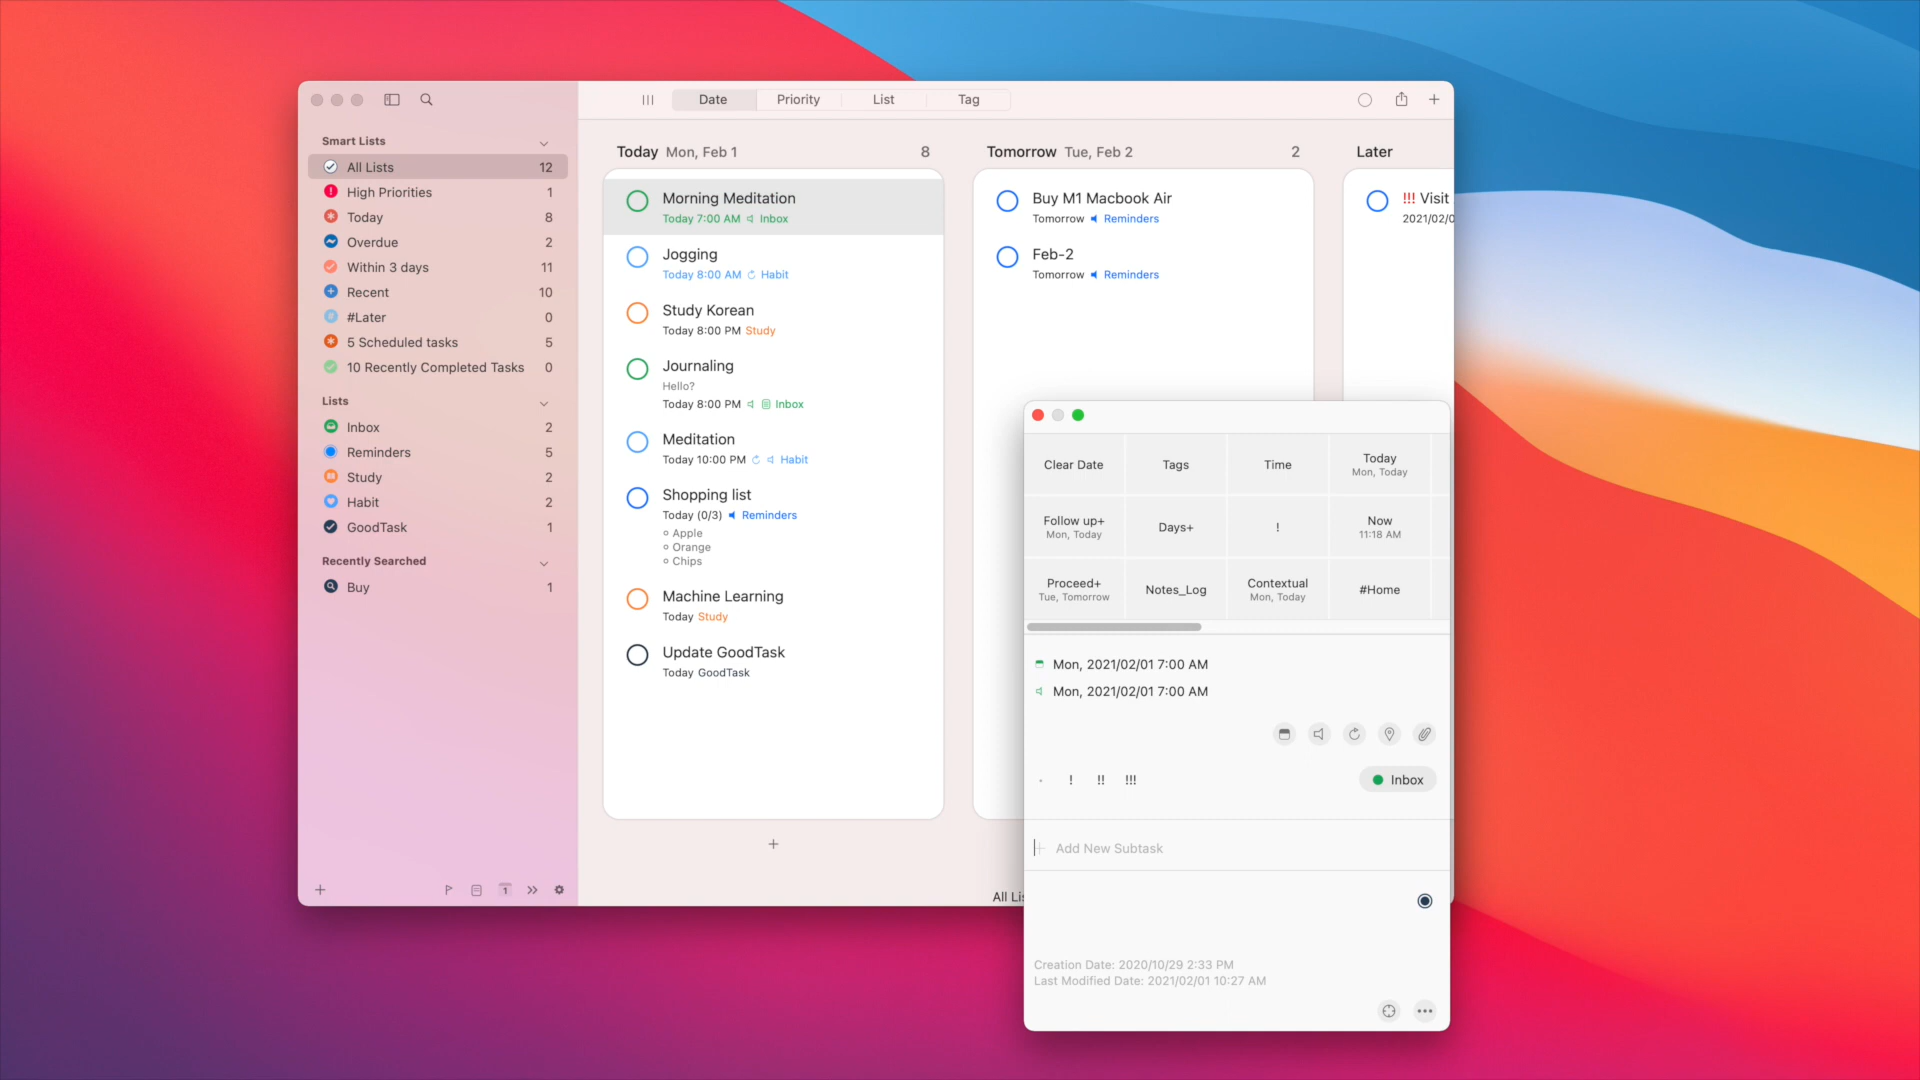 Date
Priority
List
Tag
Smart Lists
All Lists 12
High Priorities 1
Today 8
Overdue 2
Within 3 days 11
Recent 10
#Later 0
5 Scheduled tasks 5
10 Recently Completed Tasks 0
Lists
Inbox 2
Reminders 5
Study 2
Habit 2
GoodTask 1
Recently Searched
Buy 1
1
Today Mon, Feb 1 8
Morning Meditation
Today 7:00 AM Inbox
Jogging
Today 8:00 AM Habit
Study Korean
Today 8:00 PM Study
Journaling
Hello?
Today 8:00 PM Inbox
Meditation
Today 10:00 PM Habit
Shopping list
Today (0/3) Reminders
Apple
Orange
Chips
Machine Learning
Today Study
Update GoodTask
Today GoodTask
Tomorrow Tue, Feb 2 2
Buy M1 Macbook Air
Tomorrow Reminders
Feb-2
Tomorrow Reminders
Later
!!! Visit
2021/02/0
All Lis
Clear Date
Tags
Time
Today
Mon, Today
Follow up+
Mon, Today
Days+
!
Now
11:18 AM
Proceed+
Tue, Tomorrow
Notes_Log
Contextual
Mon, Today
#Home
Mon, 2021/02/01 7:00 AM
Mon, 2021/02/01 7:00 AM
! !! !!!
Inbox
Add New Subtask
Creation Date: 2020/10/29 2:33 PM
Last Modified Date: 2021/02/01 10:27 AM